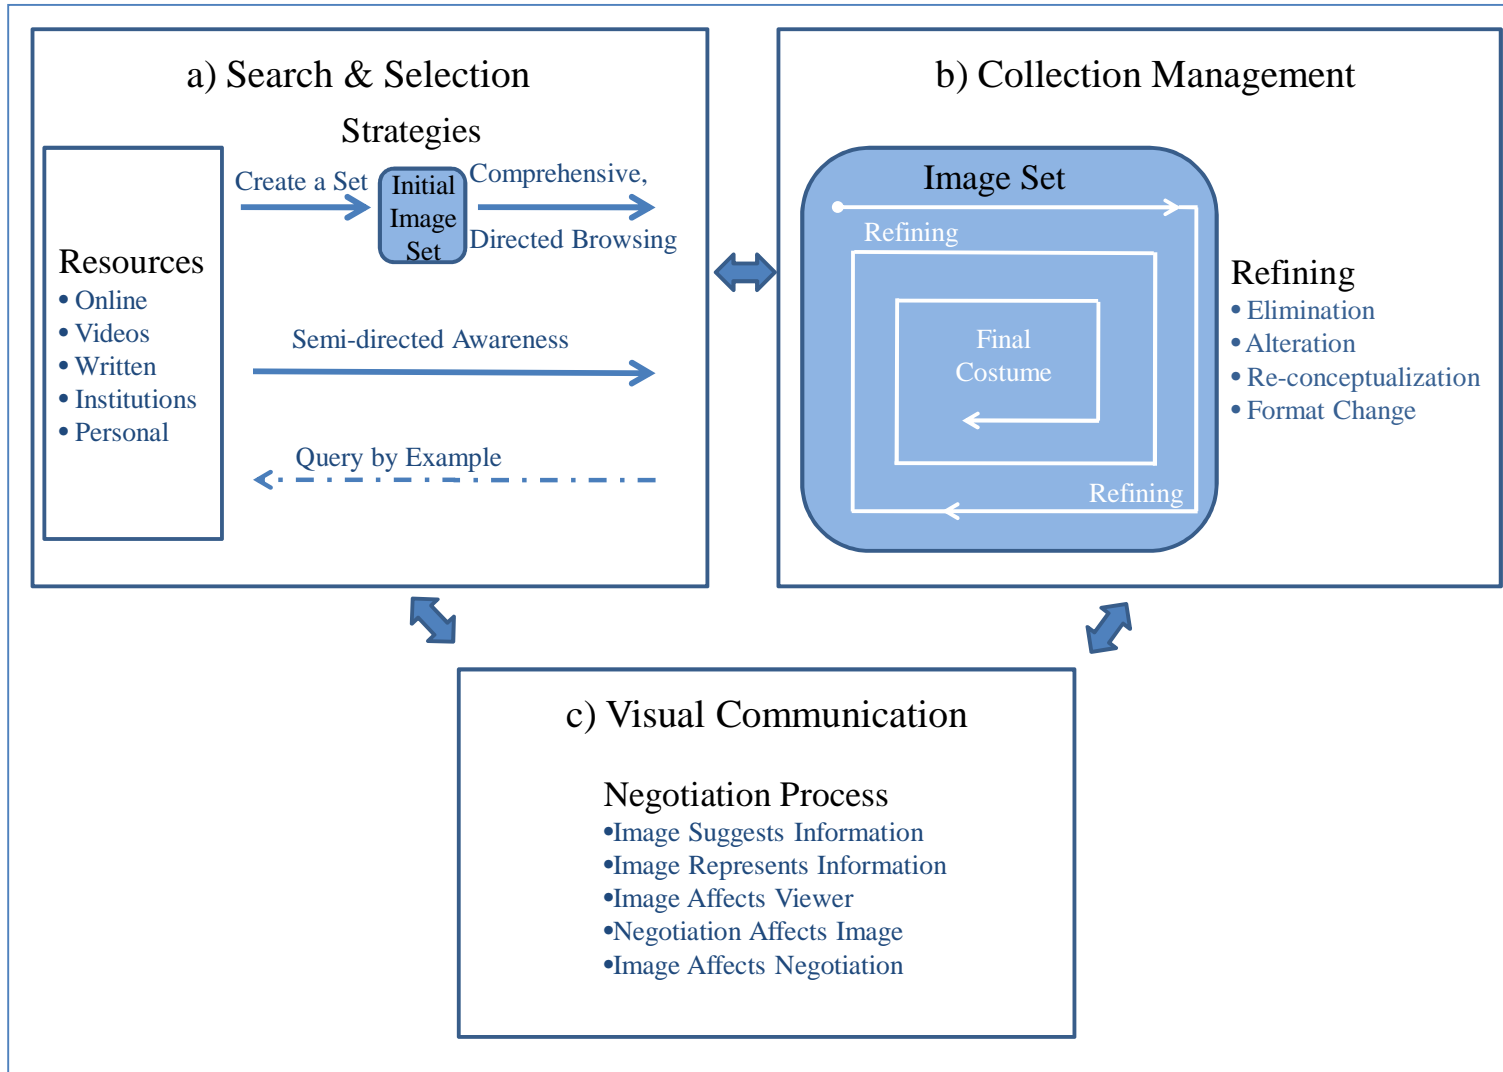 a) Search & Selection
Strategies
Create a Set
Initial
Image
Set
Comprehensive,
Directed Browsing
Resources
• Online
• Videos
• Written
• Institutions
• Personal
Semi-directed Awareness
Query by Example
b) Collection Management
Image Set
Refining
Final
Costume
Refining
Refining
• Elimination
• Alteration
• Re-conceptualization
• Format Change
c) Visual Communication
Negotiation Process
•Image Suggests Information
•Image Represents Information
•Image Affects Viewer
•Negotiation Affects Image
•Image Affects Negotiation